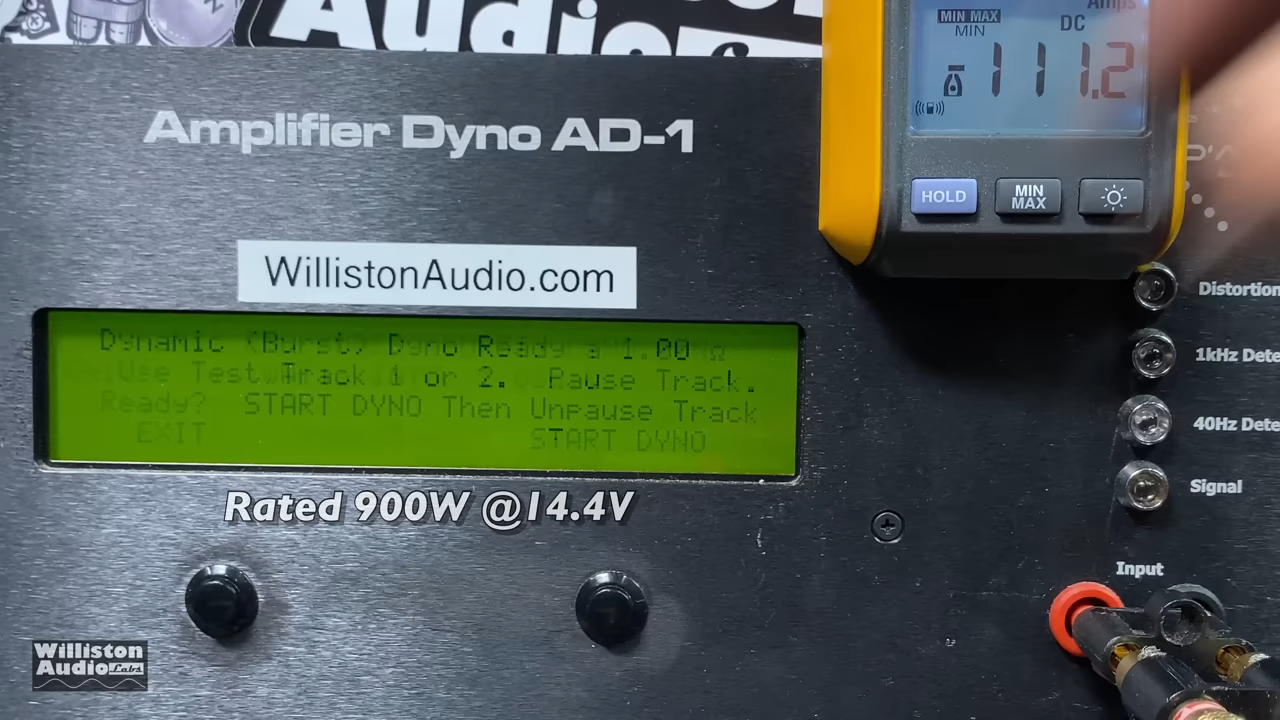 Audio
Amps
MIN MAX
MIN
DC
111.2
HOLD
MIN
MAX
Amplifier Dyno AD-1
WillistonAudio.com
Dynamic (Burst) Dyno Ready a 1.00 Ω
Use Test Track 1 or 2. Pause Track.
Ready? START DYNO Then Unpause Track
EXIT START DYNO
Rated 900W @14.4V
Distortion
1kHz Dete
40Hz Dete
Signal
Input
Williston
Audio Labs